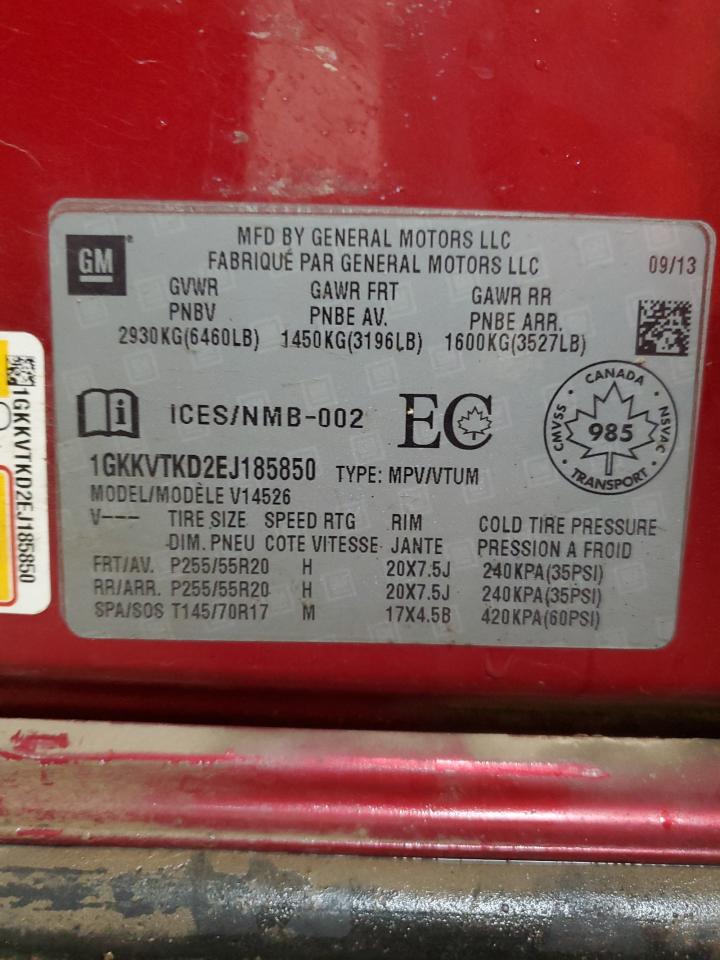 GM
MFD BY GENERAL MOTORS LLC
FABRIQUÉ PAR GENERAL MOTORS LLC
09/13
GVWR GAWR FRT GAWR RR
PNBV PNBE AV. PNBE ARR.
2930KG(6460LB) 1450KG(3196LB) 1600KG(3527LB)
i ICES/NMB-002 EC
CANADA
CMVSS 985 NSVAC
TRANSPORT
1GKKVTKD2EJ185850 TYPE: MPV/VTUM
MODEL/MODÈLE V14526
V--- TIRE SIZE SPEED RTG RIM COLD TIRE PRESSURE
DIM. PNEU COTE VITESSE JANTE PRESSION A FROID
FRT/AV. P255/55R20 H 20X7.5J 240KPA(35PSI)
RR/ARR. P255/55R20 H 20X7.5J 240KPA(35PSI)
SPA/SOS T145/70R17 M 17X4.5B 420KPA(60PSI)
1GKKVTKD2EJ185850